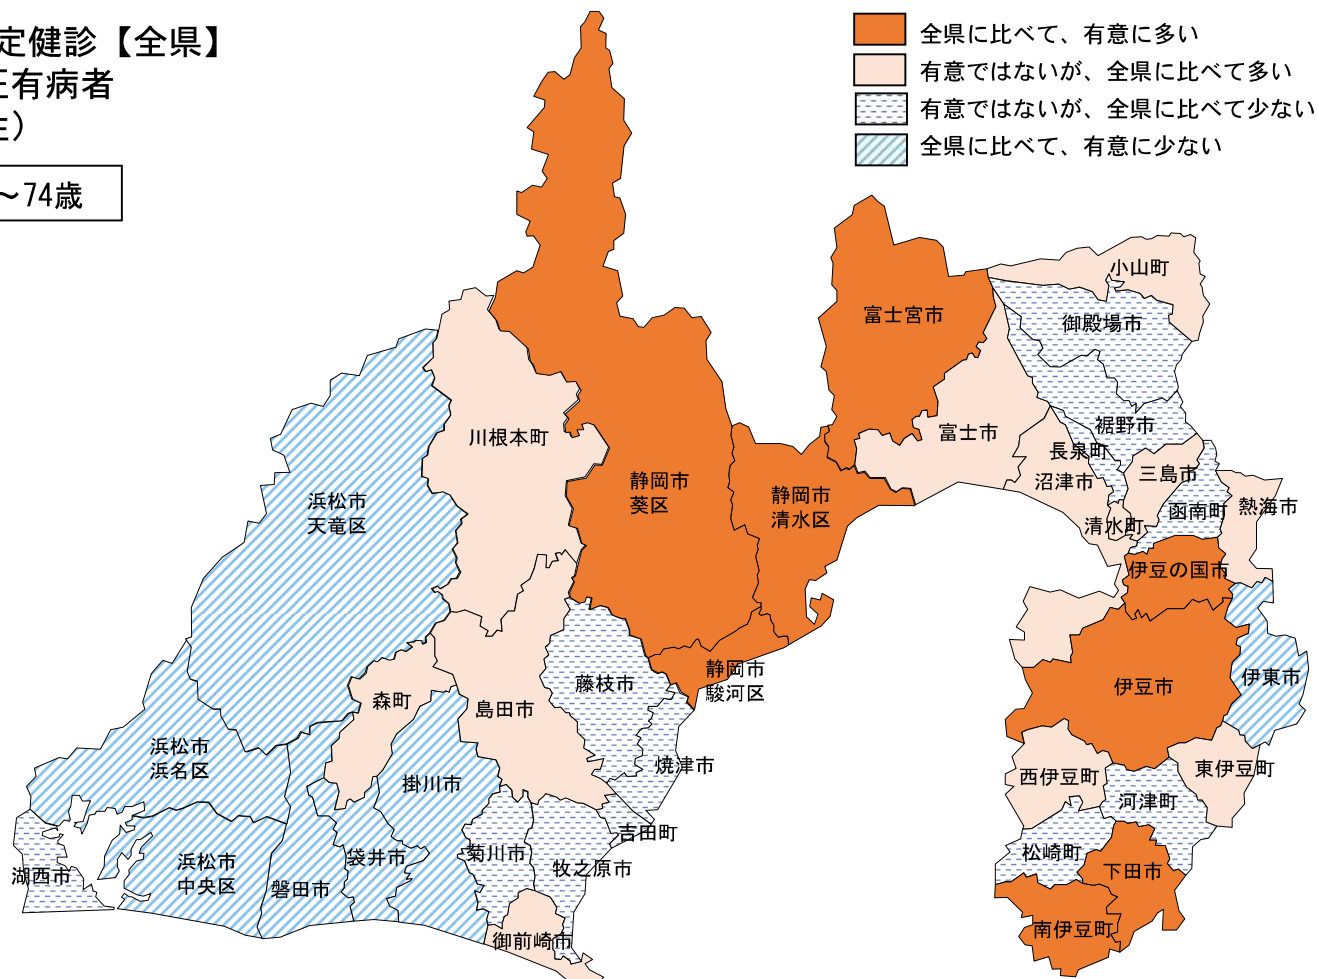 定健診【全県】
圧有病者
性）
～74歳
全県に比べて、有意に多い
有意ではないが、全県に比べて多い
有意ではないが、全県に比べて少ない
全県に比べて、有意に少ない
小山町
御殿場市
富士宮市
裾野市
富士市
長泉町
三島市
沼津市
函南町
熱海市
清水町
川根本町
静岡市
葵区
静岡市
清水区
浜松市
天竜区
伊豆の国市
静岡市
駿河区
藤枝市
伊豆市
伊東市
森町
島田市
浜松市
浜名区
焼津市
掛川市
西伊豆町
東伊豆町
河津町
吉田町
菊川市
袋井市
牧之原市
松崎町
下田市
湖西市
浜松市
中央区
磐田市
御前崎市
南伊豆町